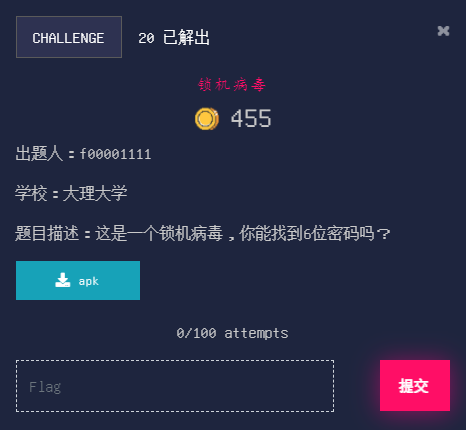 CHALLENGE 20 已解出
锁机病毒
455
出题人：f00001111
学校：大理大学
题目描述：这是一个锁机病毒，你能找到6位密码吗？
apk
0/100 attempts
Flag 提交